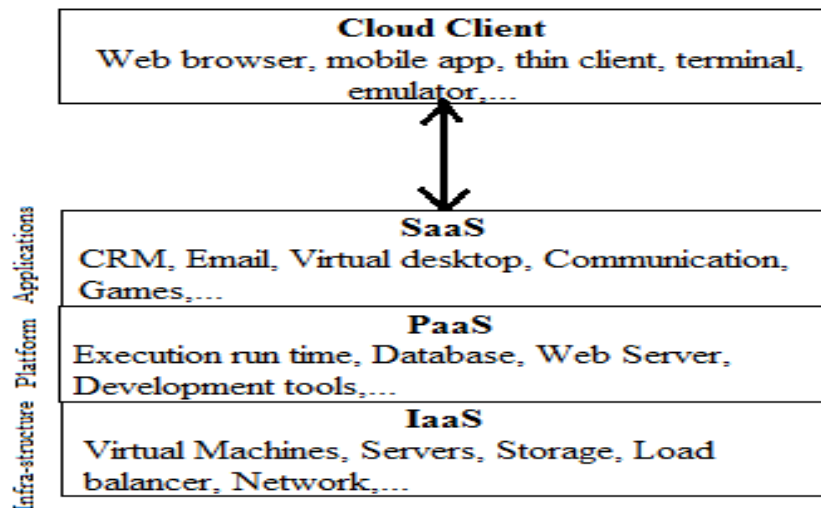 Cloud Client
Web browser, mobile app, thin client, terminal,
emulator,...
Applications
SaaS
CRM, Email, Virtual desktop, Communication,
Games,...
Platform
PaaS
Execution run time, Database, Web Server,
Development tools,...
Infra-structure
IaaS
Virtual Machines, Servers, Storage, Load
balancer, Network,...